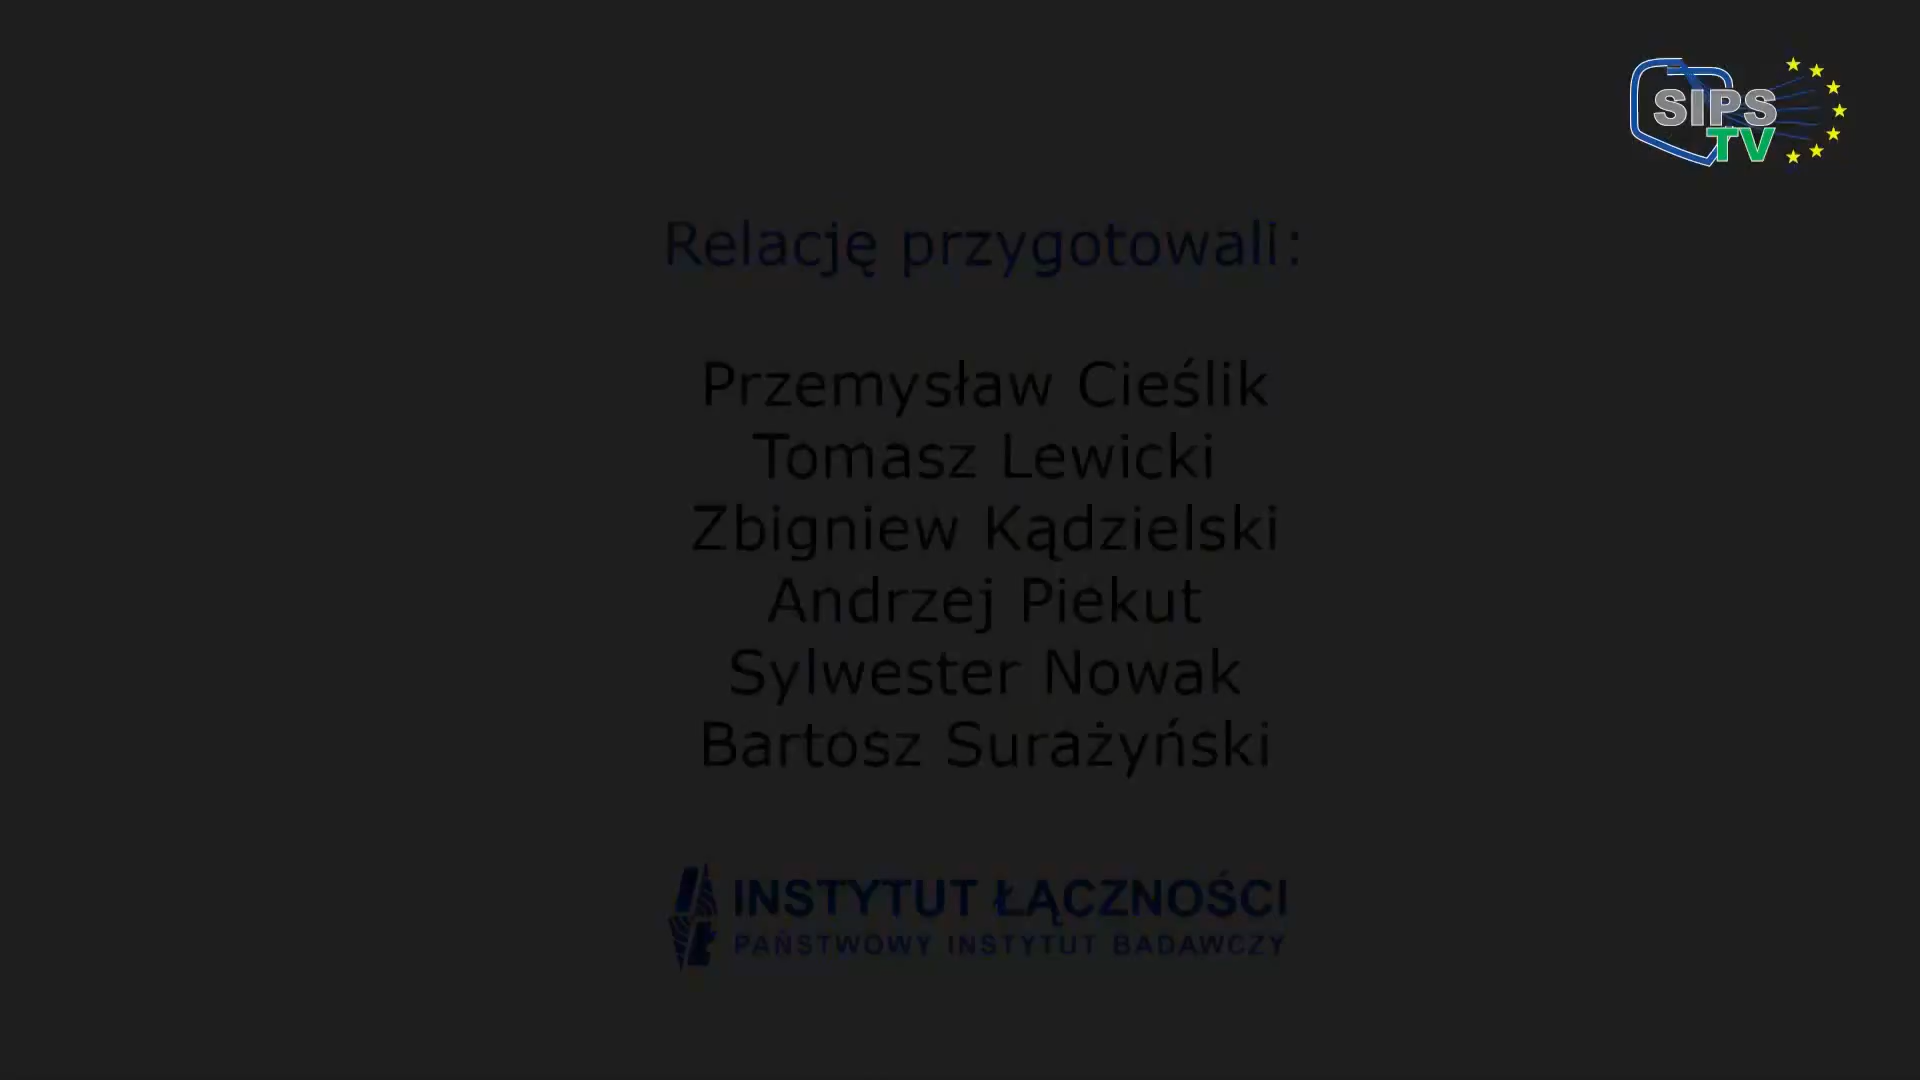 SIPS
TV
Relację przygotowali:
Przemysław Cieślik
Tomasz Lewicki
Zbigniew Kądzielski
Andrzej Piekut
Sylwester Nowak
Bartosz Surażyński
INSTYTUT ŁĄCZNOŚCI
PAŃSTWOWY INSTYTUT BADAWCZY